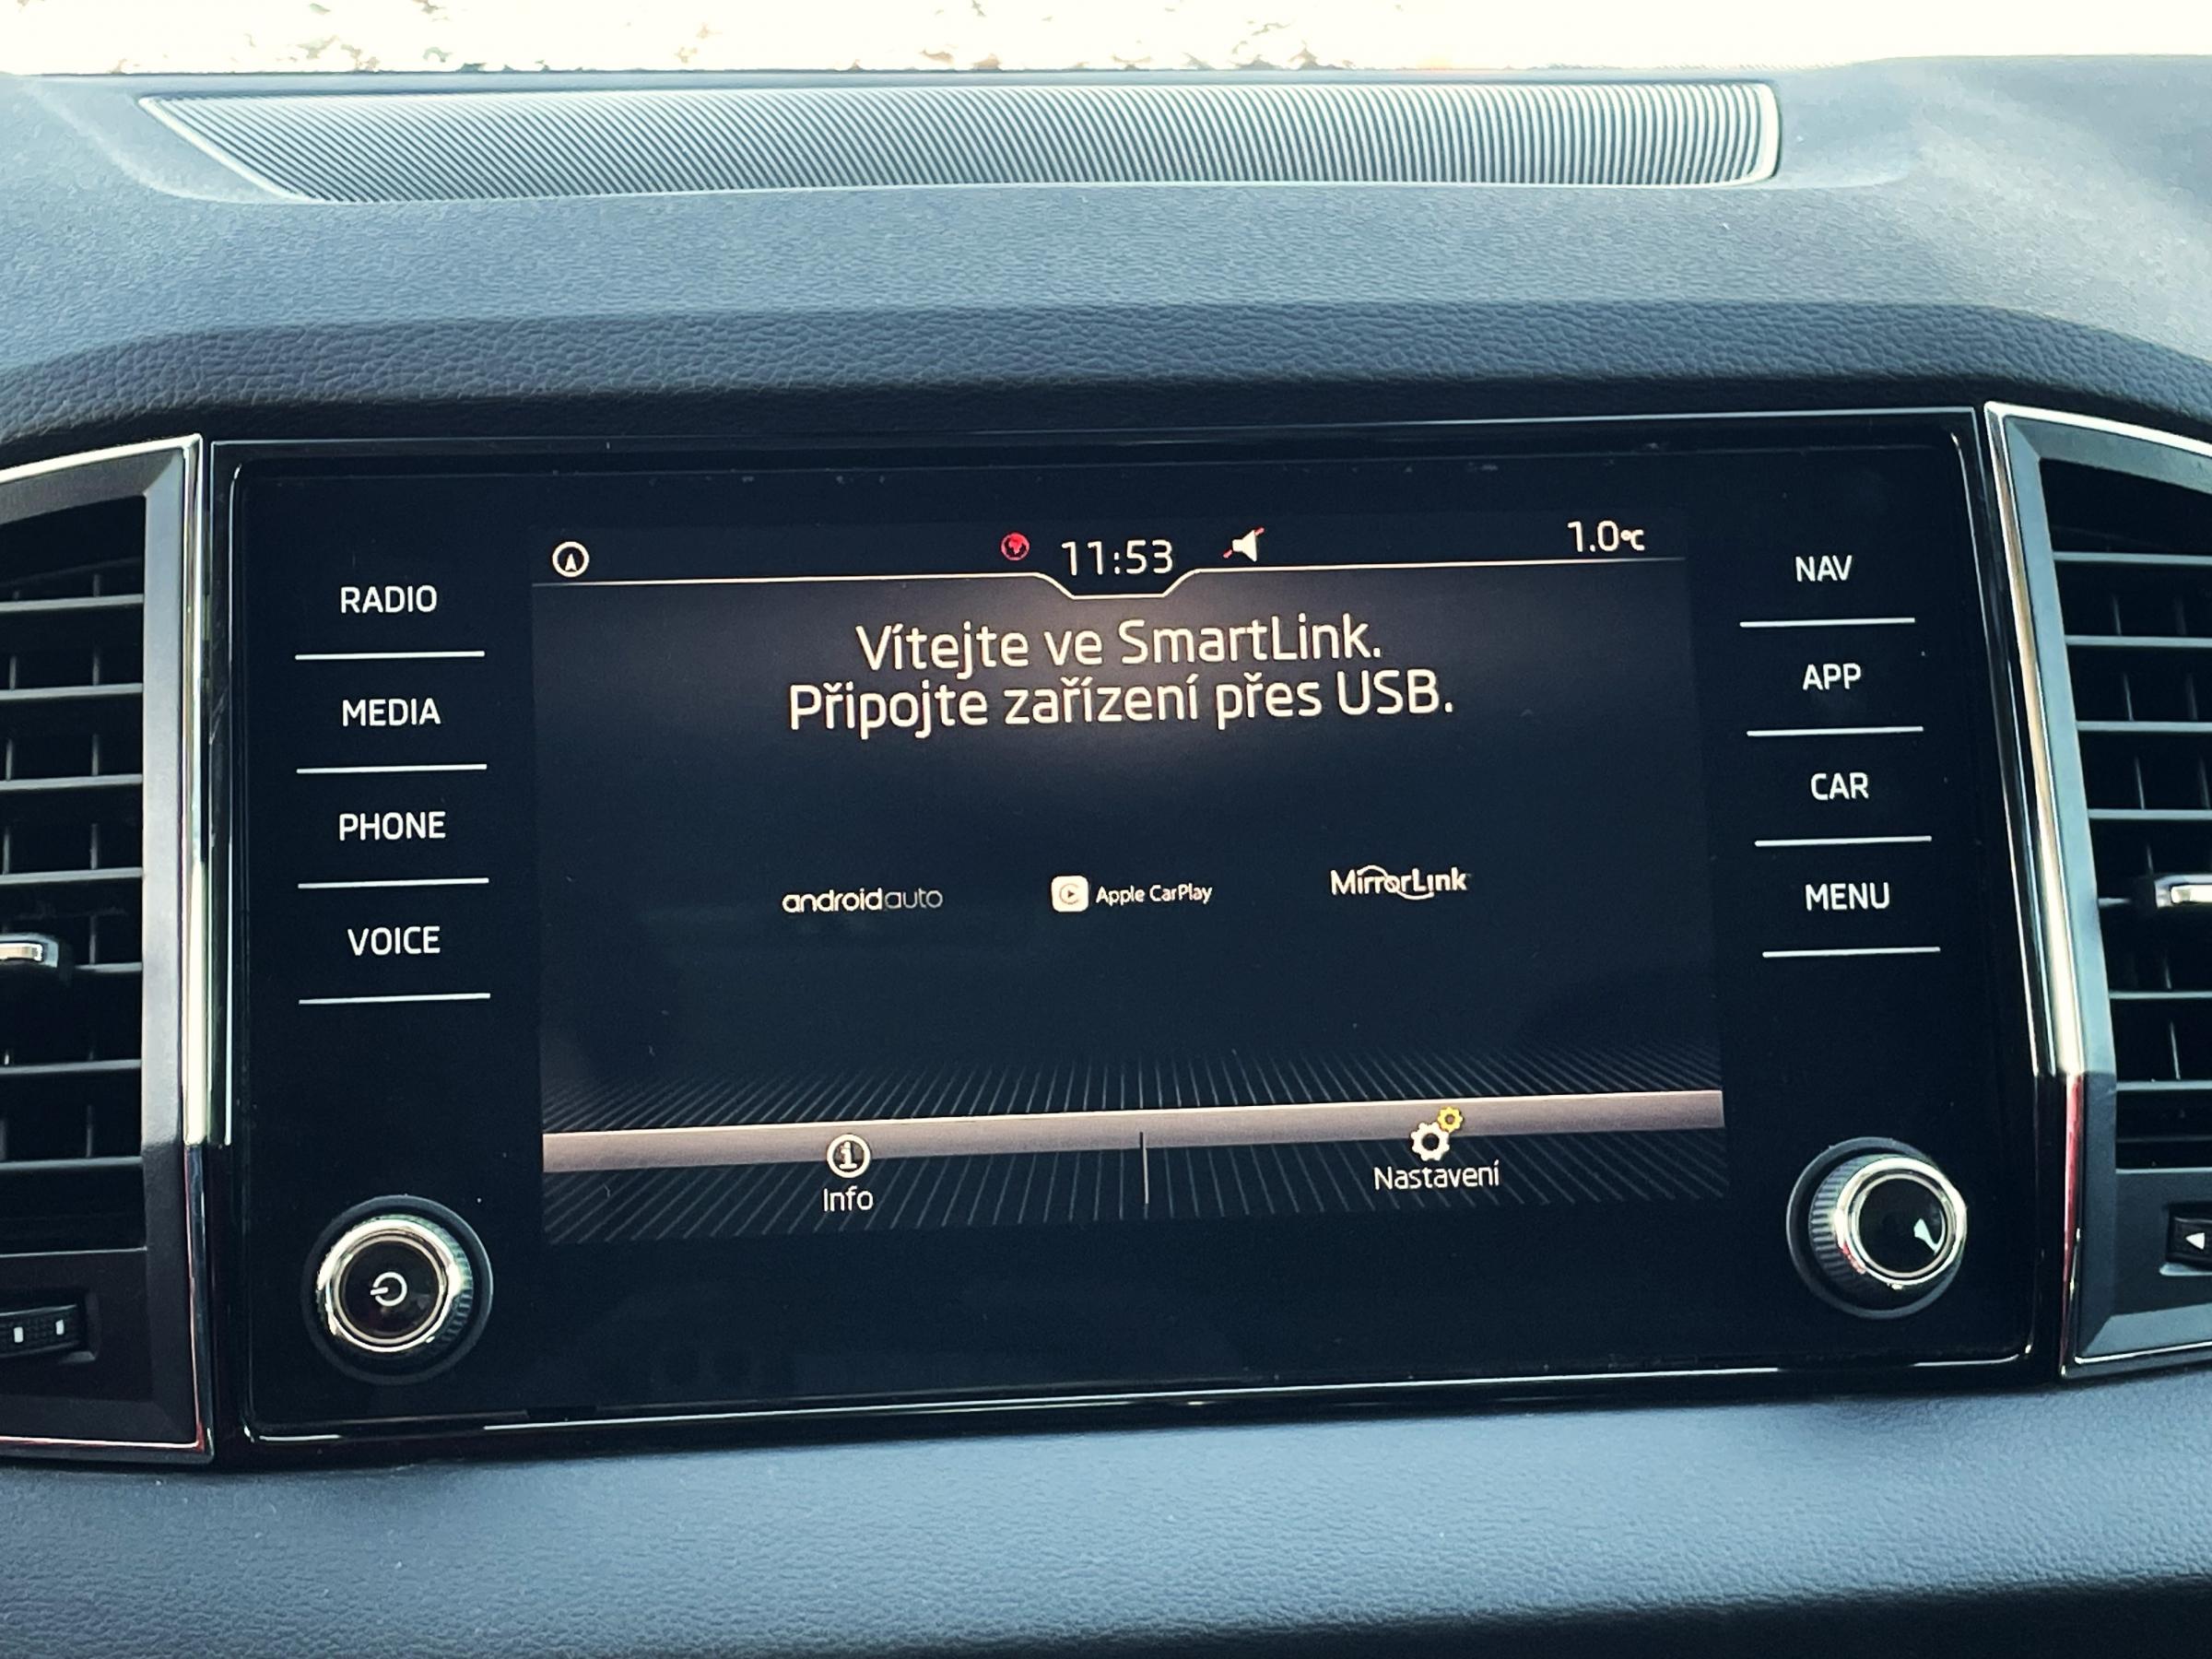 11:53
1.0°C
RADIO
MEDIA
PHONE
VOICE
Vítejte ve SmartLink.
Připojte zařízení přes USB.
androidauto
Apple CarPlay
MirrorLink
Info
Nastavení
NAV
APP
CAR
MENU